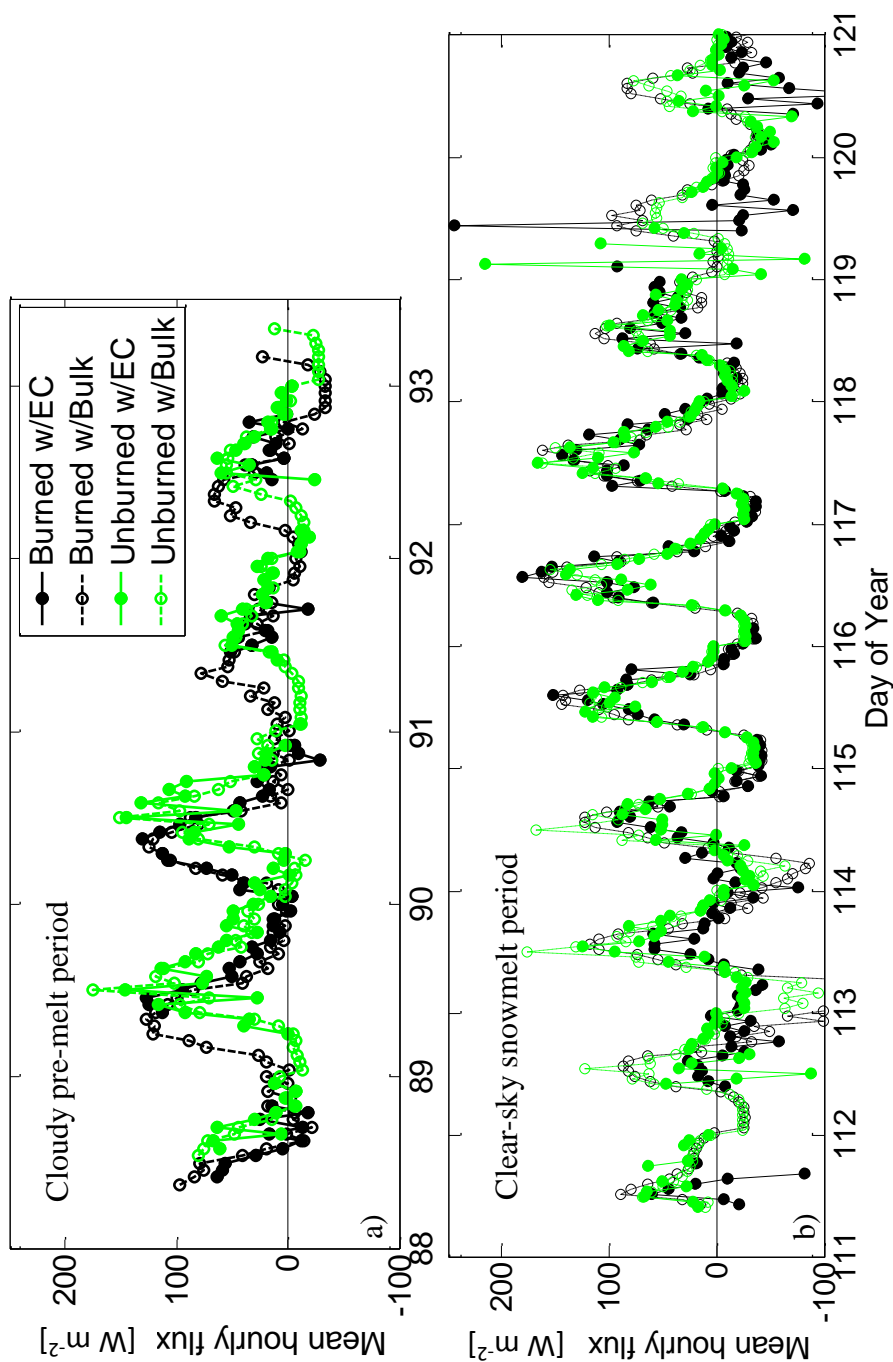 Cloudy pre-melt period
Burned w/EC
Burned w/Bulk
Unburned w/EC
Unburned w/Bulk
200
100
0
-100
Mean hourly flux [W m-2]
a)
88
89
90
91
92
93
Clear-sky snowmelt period
200
100
0
-100
Mean hourly flux [W m-2]
b)
111
112
113
114
115
116
117
118
119
120
121
Day of Year